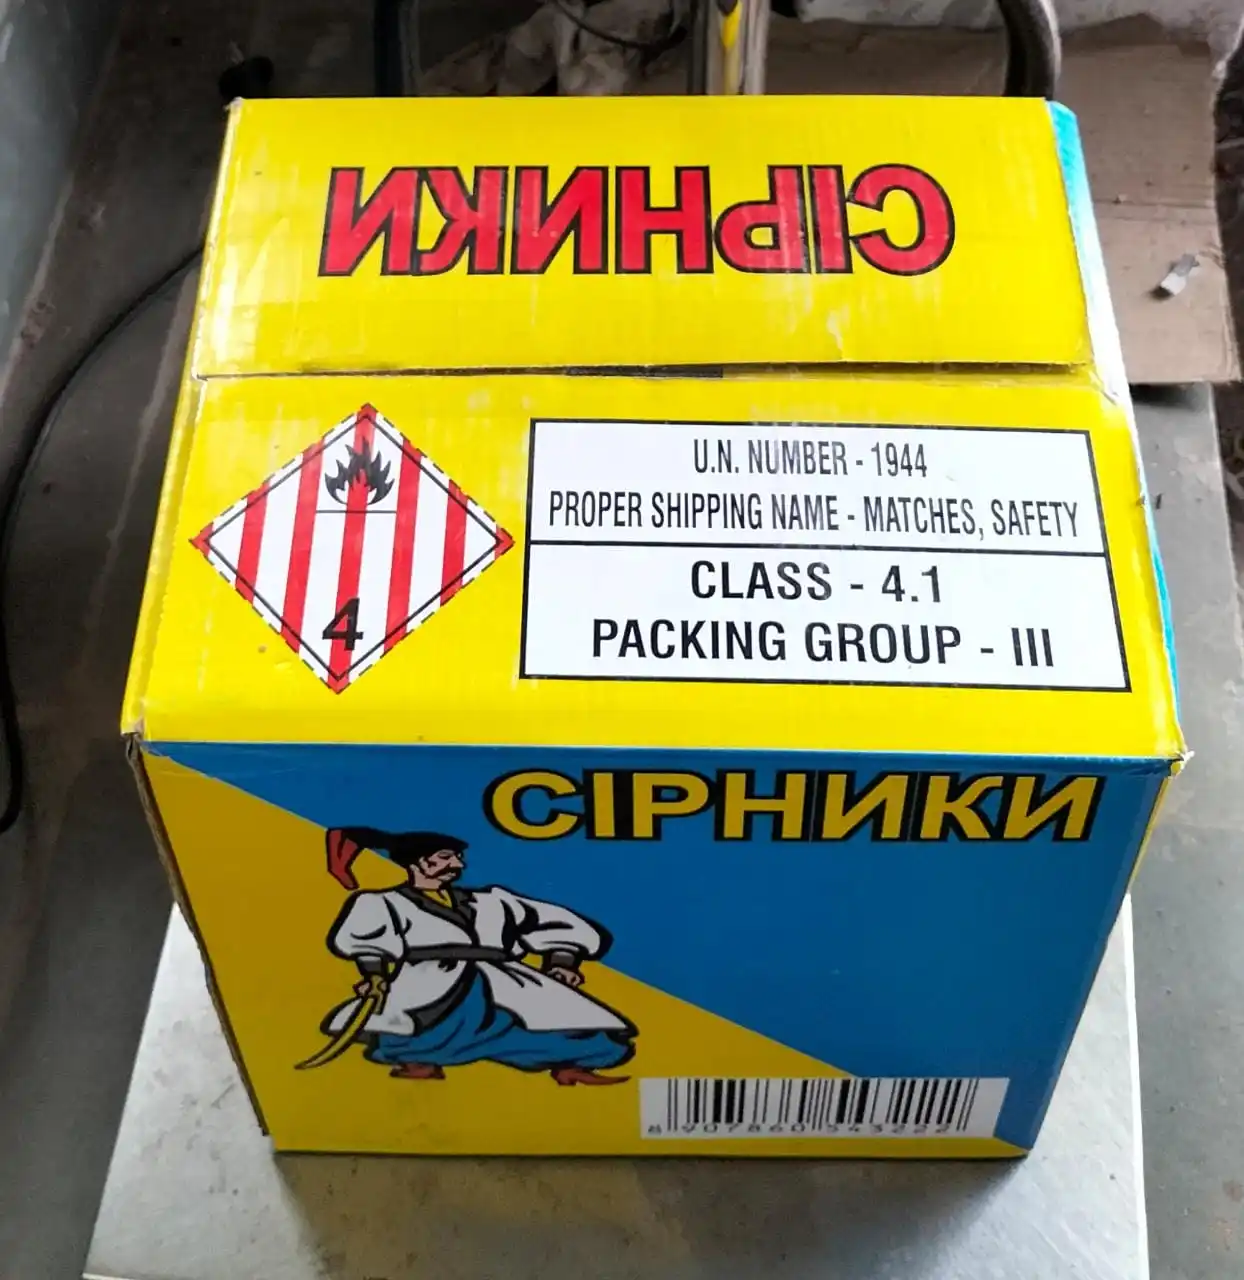 СІРНИКИ
U.N. NUMBER - 1944
PROPER SHIPPING NAME - MATCHES, SAFETY
CLASS - 4.1
PACKING GROUP - III
4
СІРНИКИ